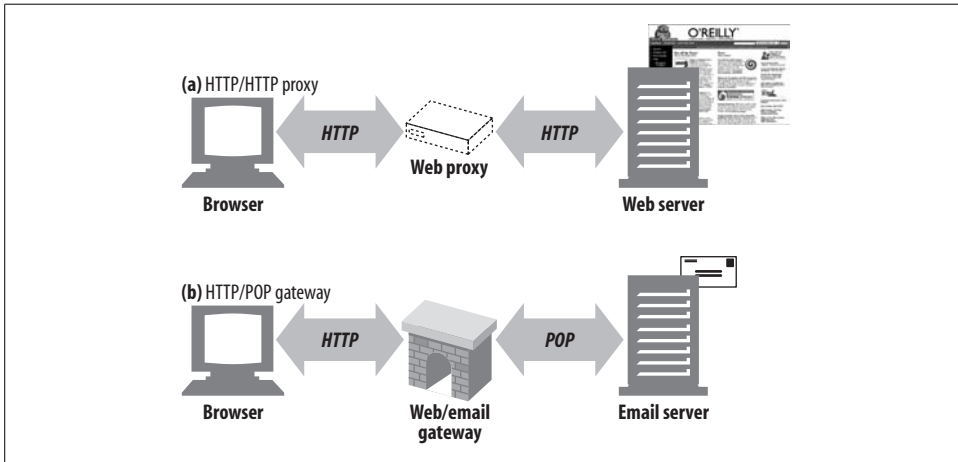 O'REILLY®
(a) HTTP/HTTP proxy
HTTP
HTTP
Web proxy
Browser
Web server
(b) HTTP/POP gateway
HTTP
POP
Browser
Web/email
gateway
Email server